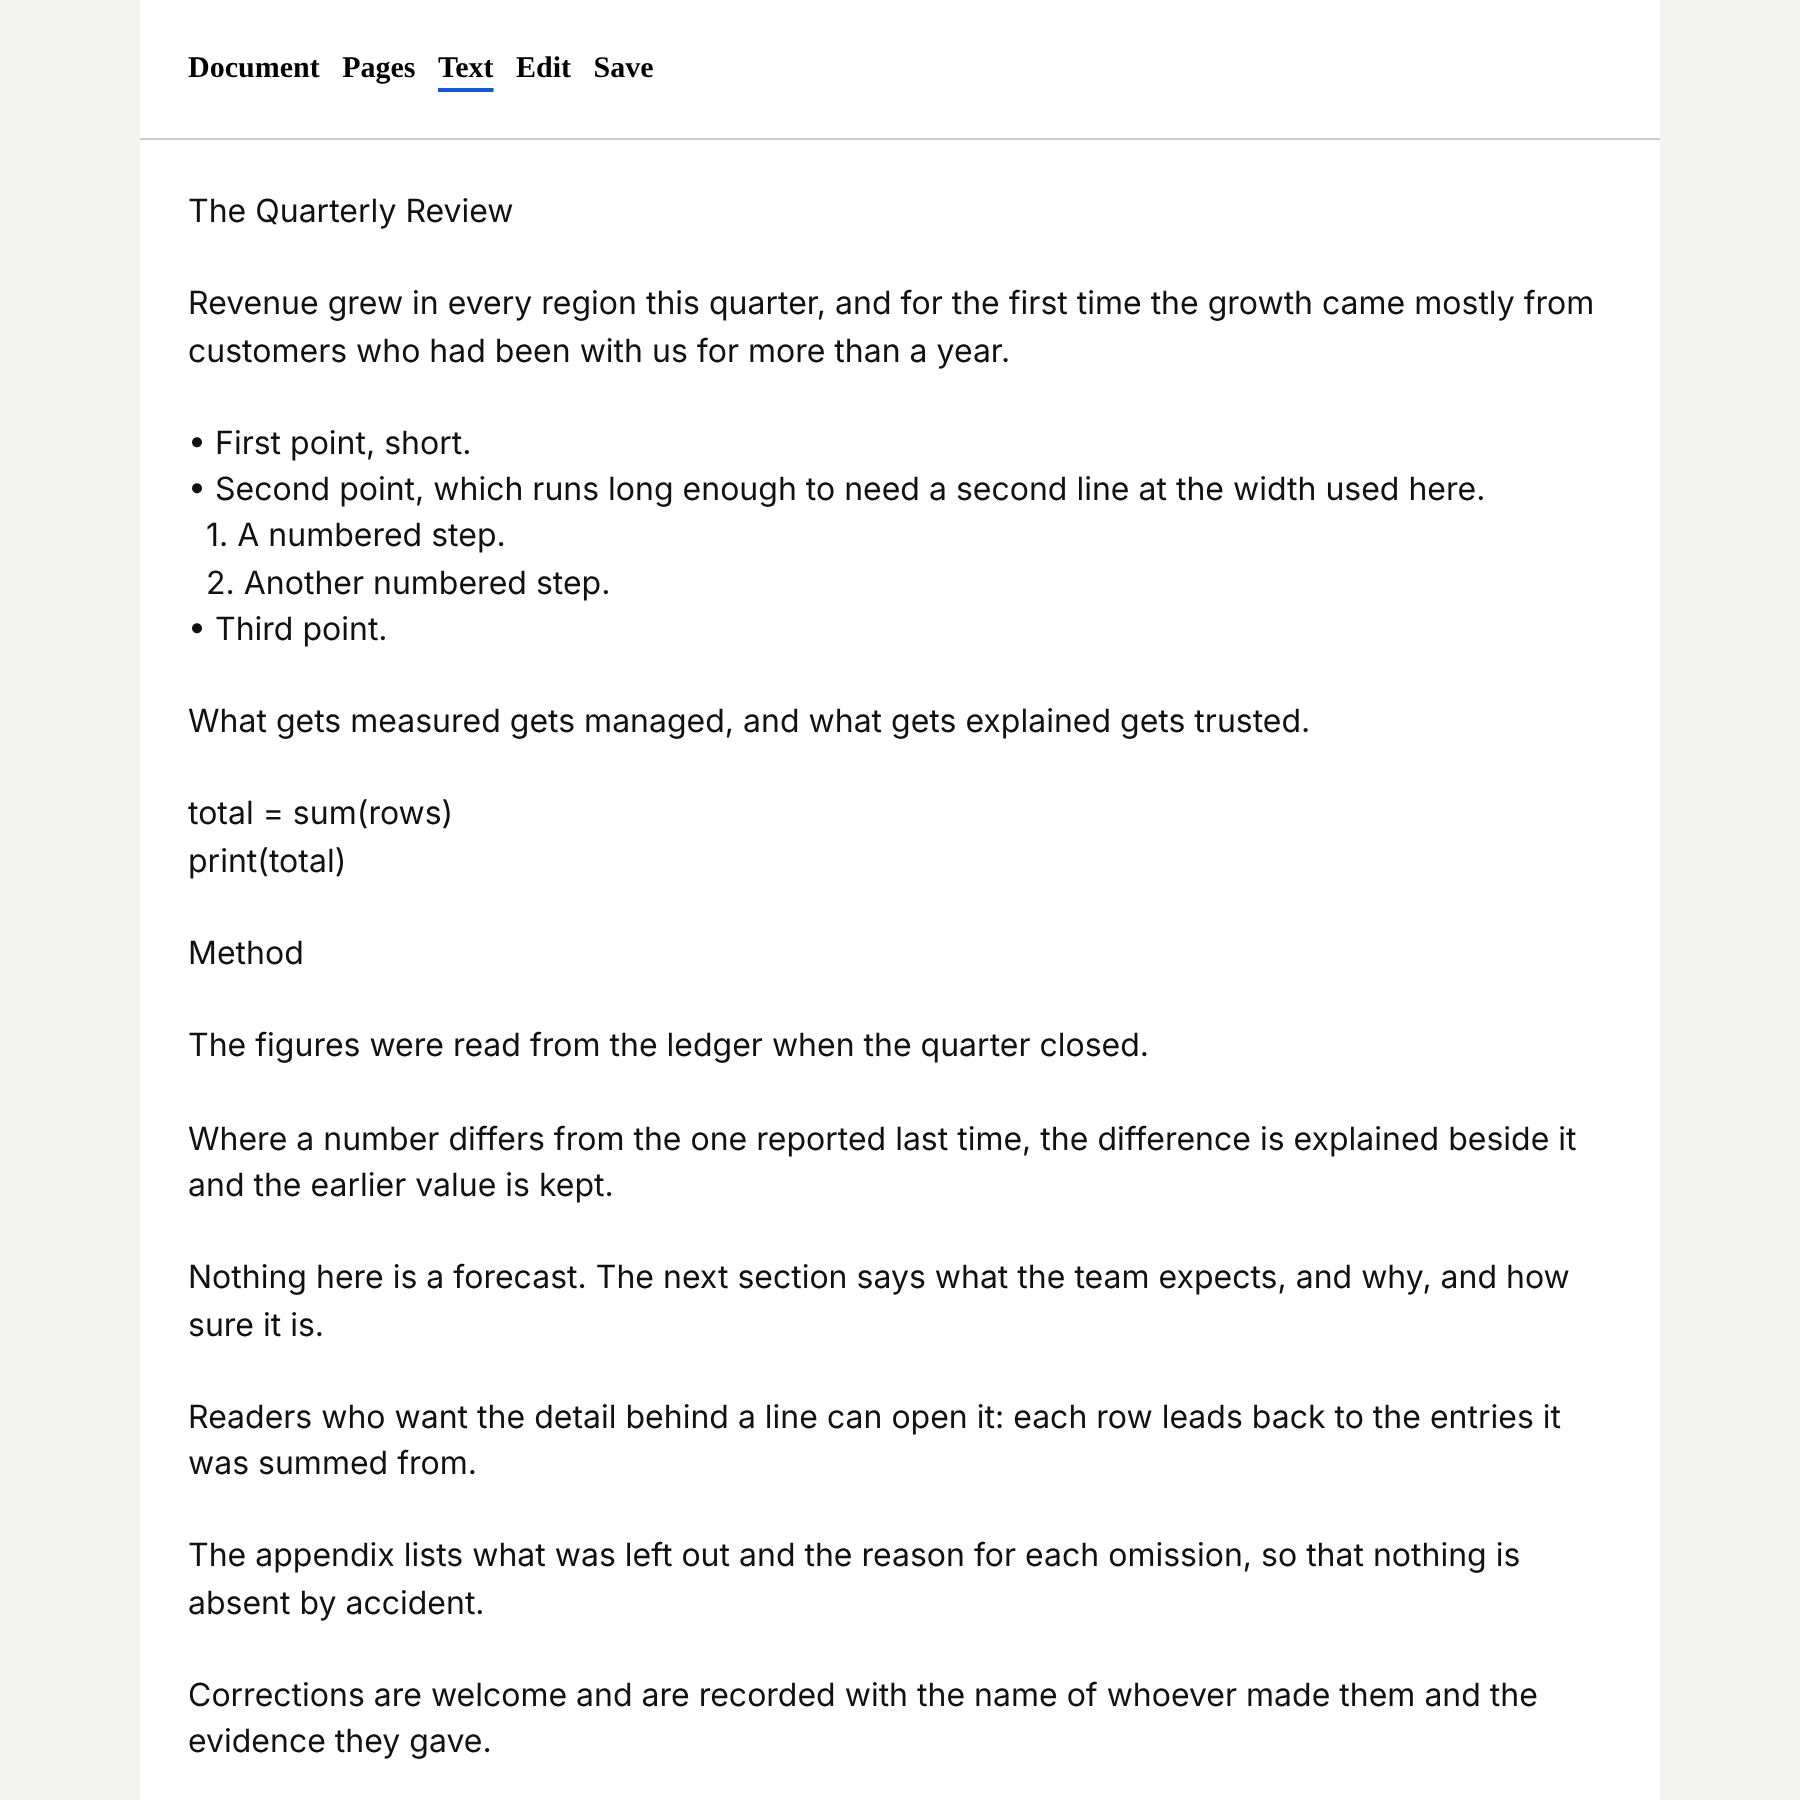 Document Pages Text Edit Save
The Quarterly Review
Revenue grew in every region this quarter, and for the first time the growth came mostly from
customers who had been with us for more than a year.
• First point, short.
• Second point, which runs long enough to need a second line at the width used here.
1. A numbered step.
2. Another numbered step.
• Third point.
What gets measured gets managed, and what gets explained gets trusted.
total = sum(rows)
print(total)
Method
The figures were read from the ledger when the quarter closed.
Where a number differs from the one reported last time, the difference is explained beside it
and the earlier value is kept.
Nothing here is a forecast. The next section says what the team expects, and why, and how
sure it is.
Readers who want the detail behind a line can open it: each row leads back to the entries it
was summed from.
The appendix lists what was left out and the reason for each omission, so that nothing is
absent by accident.
Corrections are welcome and are recorded with the name of whoever made them and the
evidence they gave.